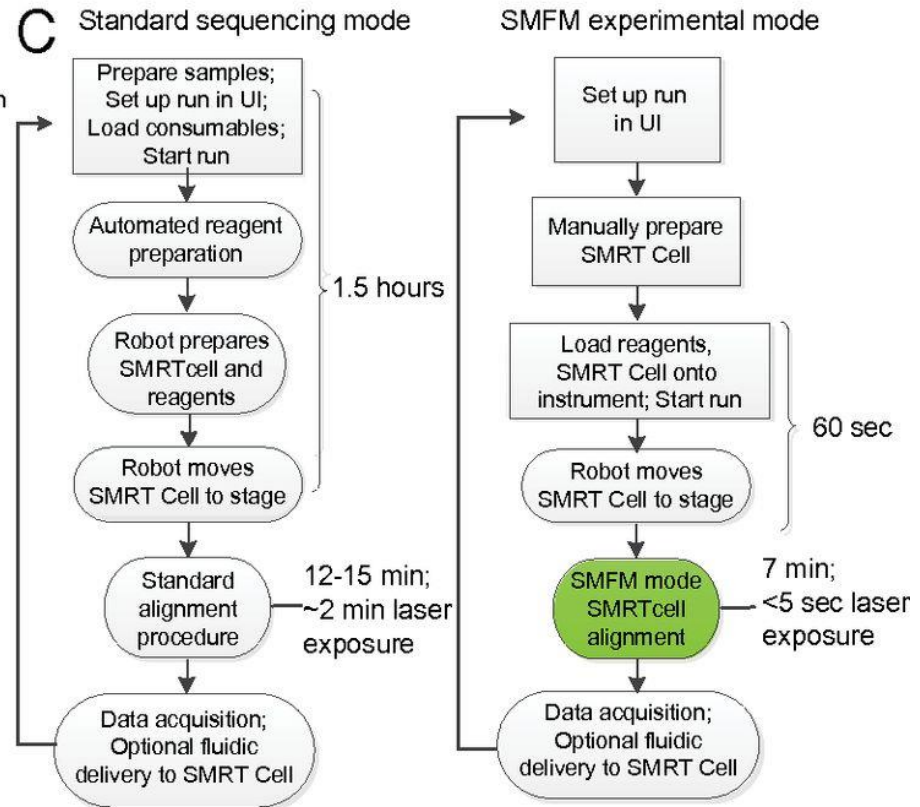 C
Standard sequencing mode
Prepare samples;
Set up run in UI;
Load consumables;
Start run
Automated reagent
preparation
Robot prepares
SMRTcell and
reagents
Robot moves
SMRT Cell to stage
1.5 hours
Standard
alignment
procedure
12-15 min;
~2 min laser
exposure
Data acquisition;
Optional fluidic
delivery to SMRT Cell
SMFM experimental mode
Set up run
in UI
Manually prepare
SMRT Cell
Load reagents,
SMRT Cell onto
instrument; Start run
Robot moves
SMRT Cell to stage
60 sec
SMFM mode
SMRTcell
alignment
7 min;
<5 sec laser
exposure
Data acquisition;
Optional fluidic
delivery to SMRT Cell